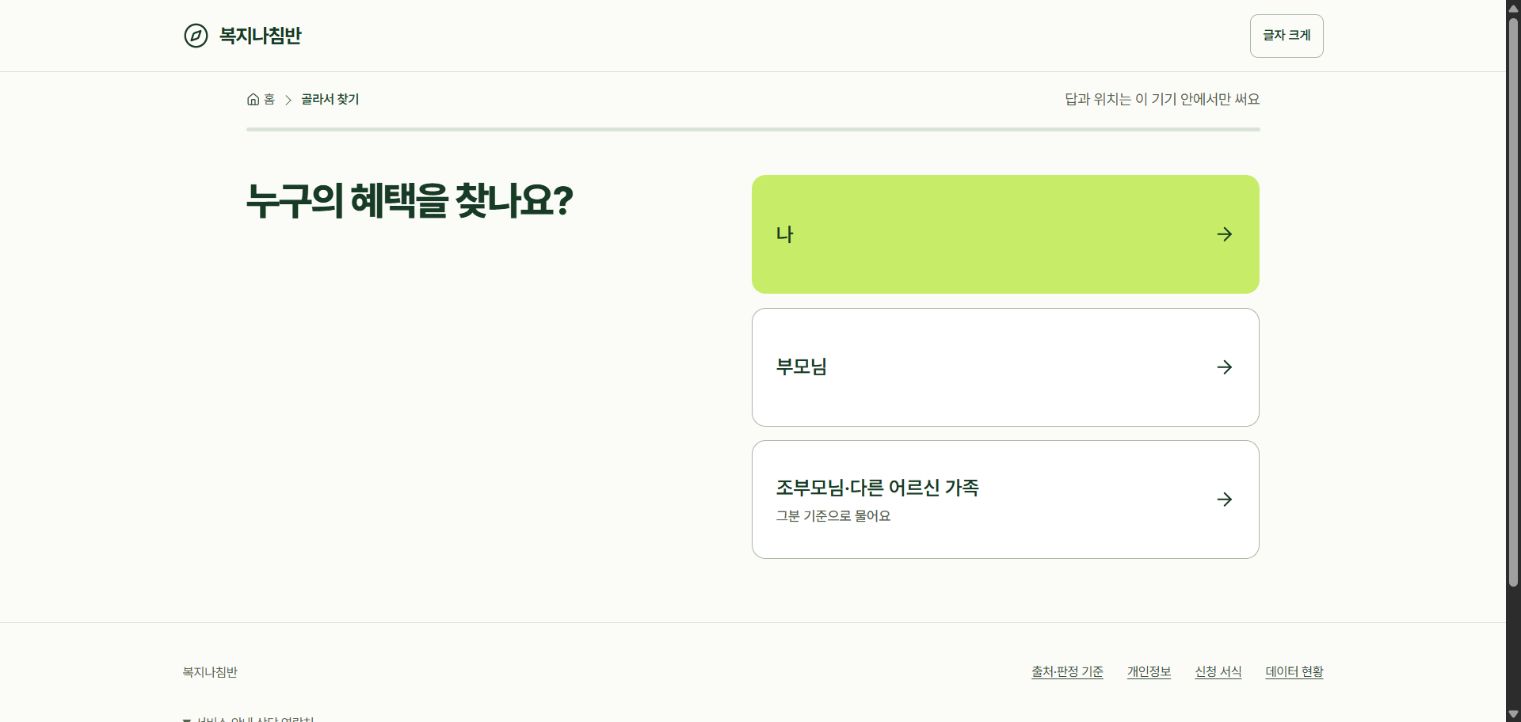 복지나침반
글자 크게
홈 골라서 찾기
답과 위치는 이 기기 안에서만 써요
누구의 혜택을 찾나요?
나
부모님
조부모님·다른 어르신 가족
그분 기준으로 물어요
복지나침반
출처·판정 기준 개인정보 신청 서식 데이터 현황